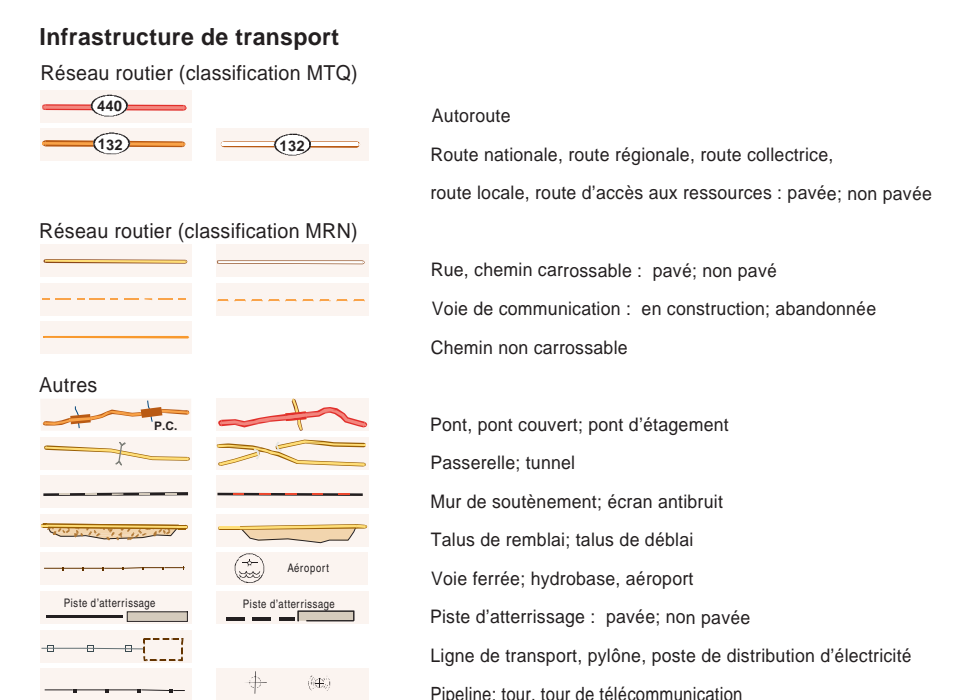 Infrastructure de transport
Réseau routier (classification MTQ)
440
Autoroute
132 132
Route nationale, route régionale, route collectrice,
route locale, route d'accès aux ressources : pavée; non pavée
Réseau routier (classification MRN)
Rue, chemin carrossable : pavé; non pavé
Voie de communication : en construction; abandonnée
Chemin non carrossable
Autres
P.C.
Pont, pont couvert; pont d'étagement
Passerelle; tunnel
Mur de soutènement; écran antibruit
Talus de remblai; talus de déblai
Aéroport
Voie ferrée; hydrobase, aéroport
Piste d'atterrissage Piste d'atterrissage
Piste d'atterrissage : pavée; non pavée
Ligne de transport, pylône, poste de distribution d'électricité
Pipeline; tour, tour de télécommunication